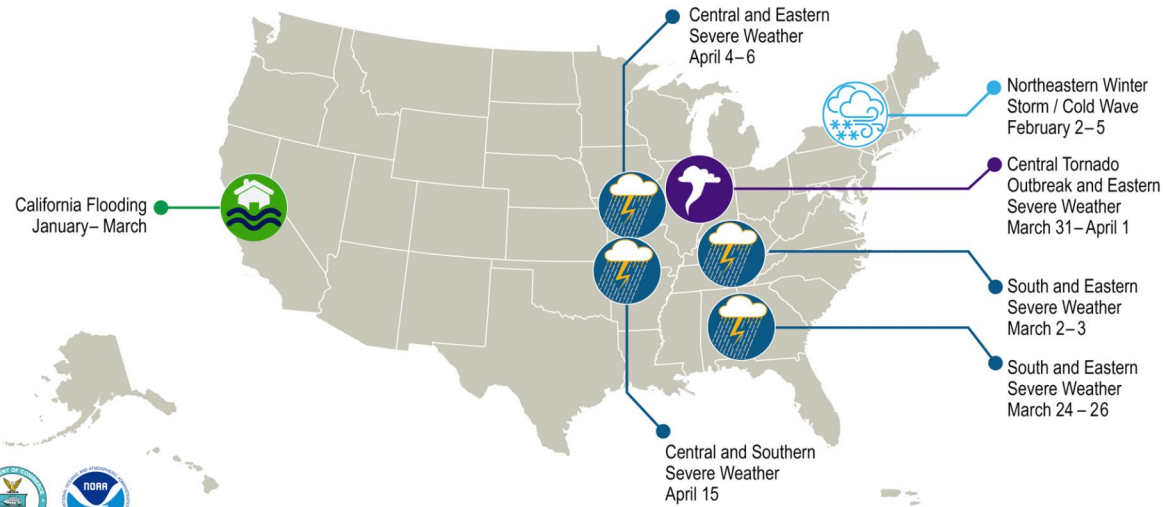 Central and Eastern
Severe Weather
April 4–6
Northeastern Winter
Storm / Cold Wave
February 2–5
Central Tornado
Outbreak and Eastern
Severe Weather
March 31–April 1
California Flooding
January– March
South and Eastern
Severe Weather
March 2–3
South and Eastern
Severe Weather
March 24 – 26
Central and Southern
Severe Weather
April 15
NOAA